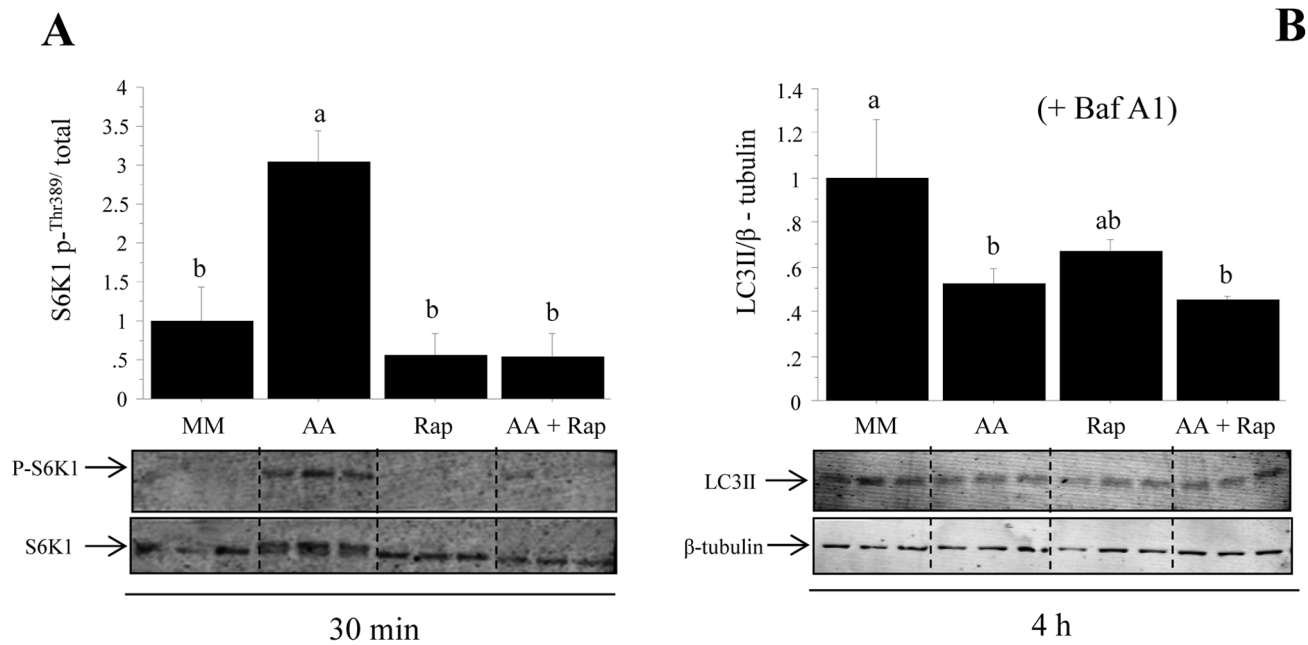 A
B
S6K1 p-Thr389/ total
4
3.5
3
2.5
2
1.5
1
.5
0
b
a
b
b
MM
AA
Rap
AA + Rap
P-S6K1
S6K1
30 min
LC3II/β - tubulin
1.4
1.2
1
.8
.6
.4
.2
0
(+ Baf A1)
a
b
ab
b
MM
AA
Rap
AA + Rap
LC3II
β-tubulin
4 h